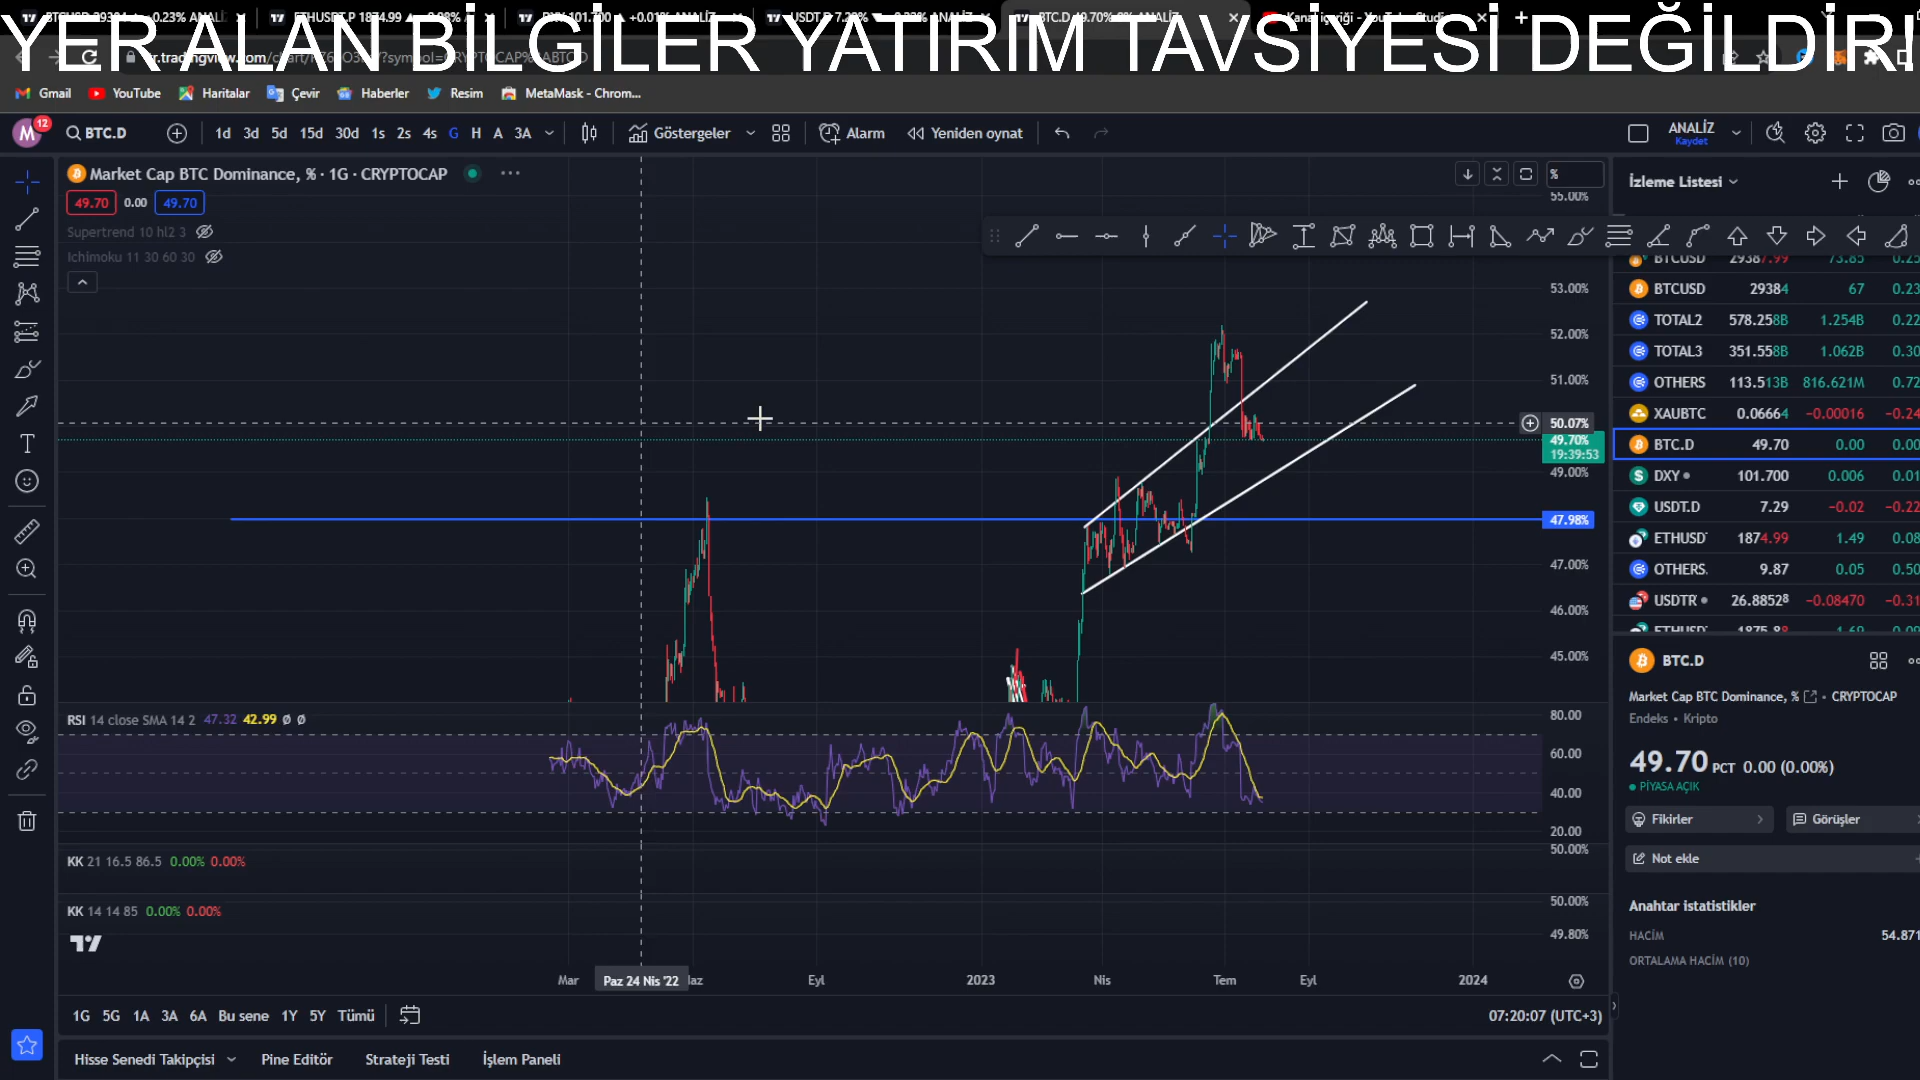 YER ALAN BİLGİLER YATIRIM TAVSİYESİ DEĞİLDİR!
Gmail YouTube Haritalar Çevir Haberler Resim MetaMask - Chrom...
M 12 BTC.D 1d 3d 5d 15d 30d 1s 2s 4s G H A 3A Göstergeler Alarm Yeniden oynat ANALİZ
Kaydet
Market Cap BTC Dominance, % · 1G · CRYPTOCAP
49.70 0.00 49.70
Supertrend 10 hl2 3
Ichimoku 11 30 60 30
%
55.00%
53.00%
52.00%
51.00%
50.07%
49.70%
19:39:53
49.00%
47.98%
47.00%
46.00%
45.00%
RSI 14 close SMA 14 2 47.32 42.99 ø ø
80.00
60.00
40.00
20.00
KK 21 16.5 86.5 0.00% 0.00%
50.00%
KK 14 14 85 0.00% 0.00%
50.00%
49.80%
Mar Paz 24 Nis '22 Eyl 2023 Nis Tem Eyl 2024
1G 5G 1A 3A 6A Bu sene 1Y 5Y Tümü 07:20:07 (UTC+3)
Hisse Senedi Takipçisi Pine Editör Strateji Testi İşlem Paneli
İzleme Listesi
BTCUSD 29387.99 73.85
BTCUSD 29384 67 0.23
TOTAL2 578.258B 1.254B 0.22
TOTAL3 351.558B 1.062B 0.30
OTHERS 113.513B 816.621M 0.72
XAUBTC 0.06664 −0.00016 −0.24
BTC.D 49.70 0.00 0.00
DXY 101.700 0.006 0.01
USDT.D 7.29 −0.02 −0.22
ETHUSD 1874.99 1.49 0.08
OTHERS. 9.87 0.05 0.50
USDTR 26.88528 −0.08470 −0.31
BTC.D
Market Cap BTC Dominance, % • CRYPTOCAP
Endeks • Kripto
49.70 PCT 0.00 (0.00%)
PİYASA AÇIK
Fikirler Görüşler
Not ekle
Anahtar istatistikler
HACİM 54.871
ORTALAMA HACİM (10)